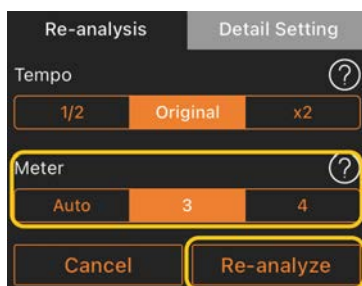 Re-analysis Detail Setting
Tempo ?
1/2 Original x2
Meter ?
Auto 3 4
Cancel Re-analyze